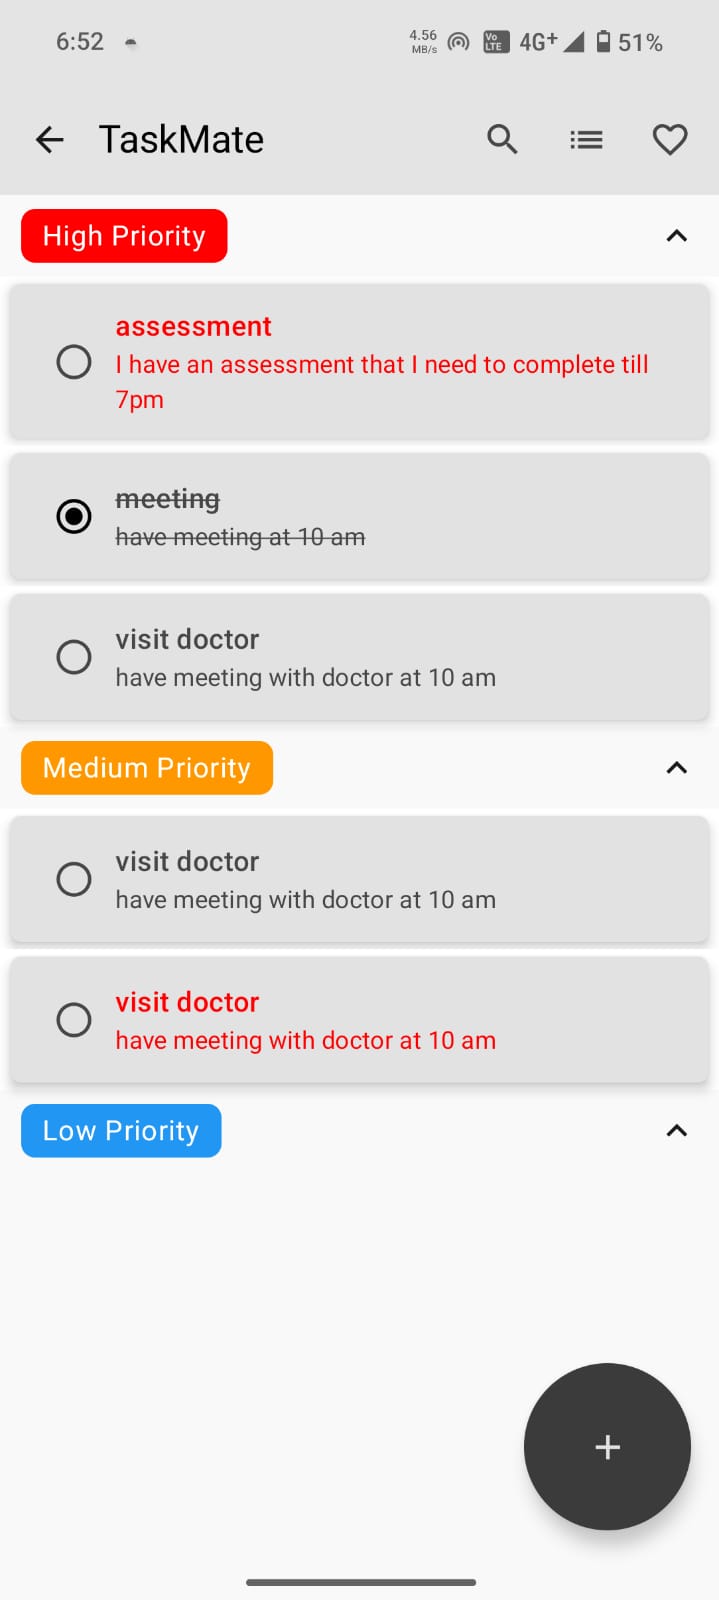 6:52 4.56 MB/s Vo LTE 4G+ 51%
TaskMate
High Priority
assessment
I have an assessment that I need to complete till
7pm
meeting
have meeting at 10 am
visit doctor
have meeting with doctor at 10 am
Medium Priority
visit doctor
have meeting with doctor at 10 am
visit doctor
have meeting with doctor at 10 am
Low Priority
+